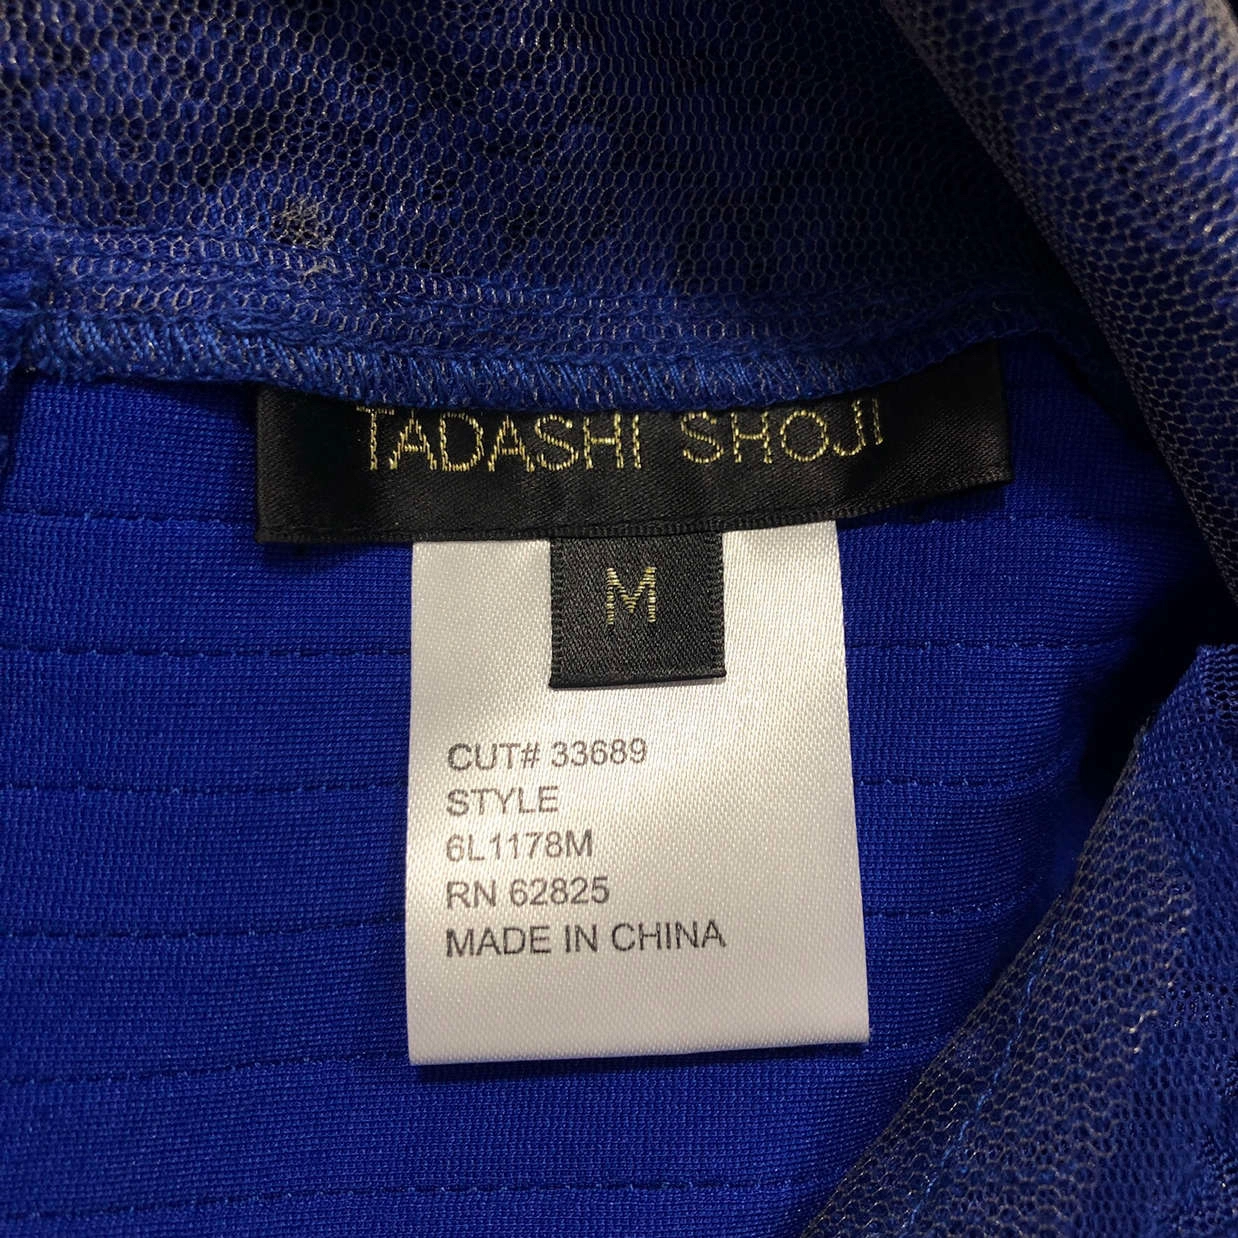 TADASHI SHOJI
M
CUT# 33689
STYLE
6L1178M
RN 62825
MADE IN CHINA